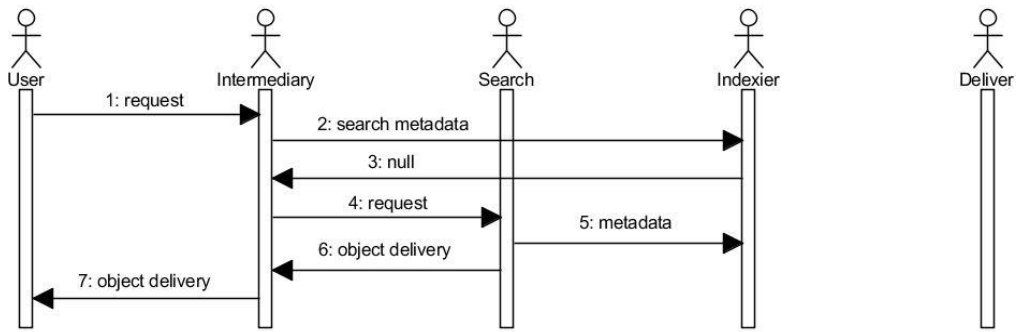 User
Intermediary
Search
Indexier
Deliver
1: request
2: search metadata
3: null
4: request
5: metadata
6: object delivery
7: object delivery